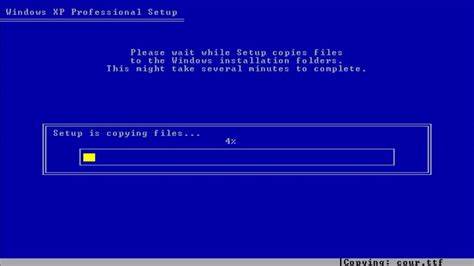 Windows XP Professional Setup
Please wait while Setup copies files
to the Windows installation folders.
This might take several minutes to complete.
Setup is copying files...
4%
Copying: cour.ttf